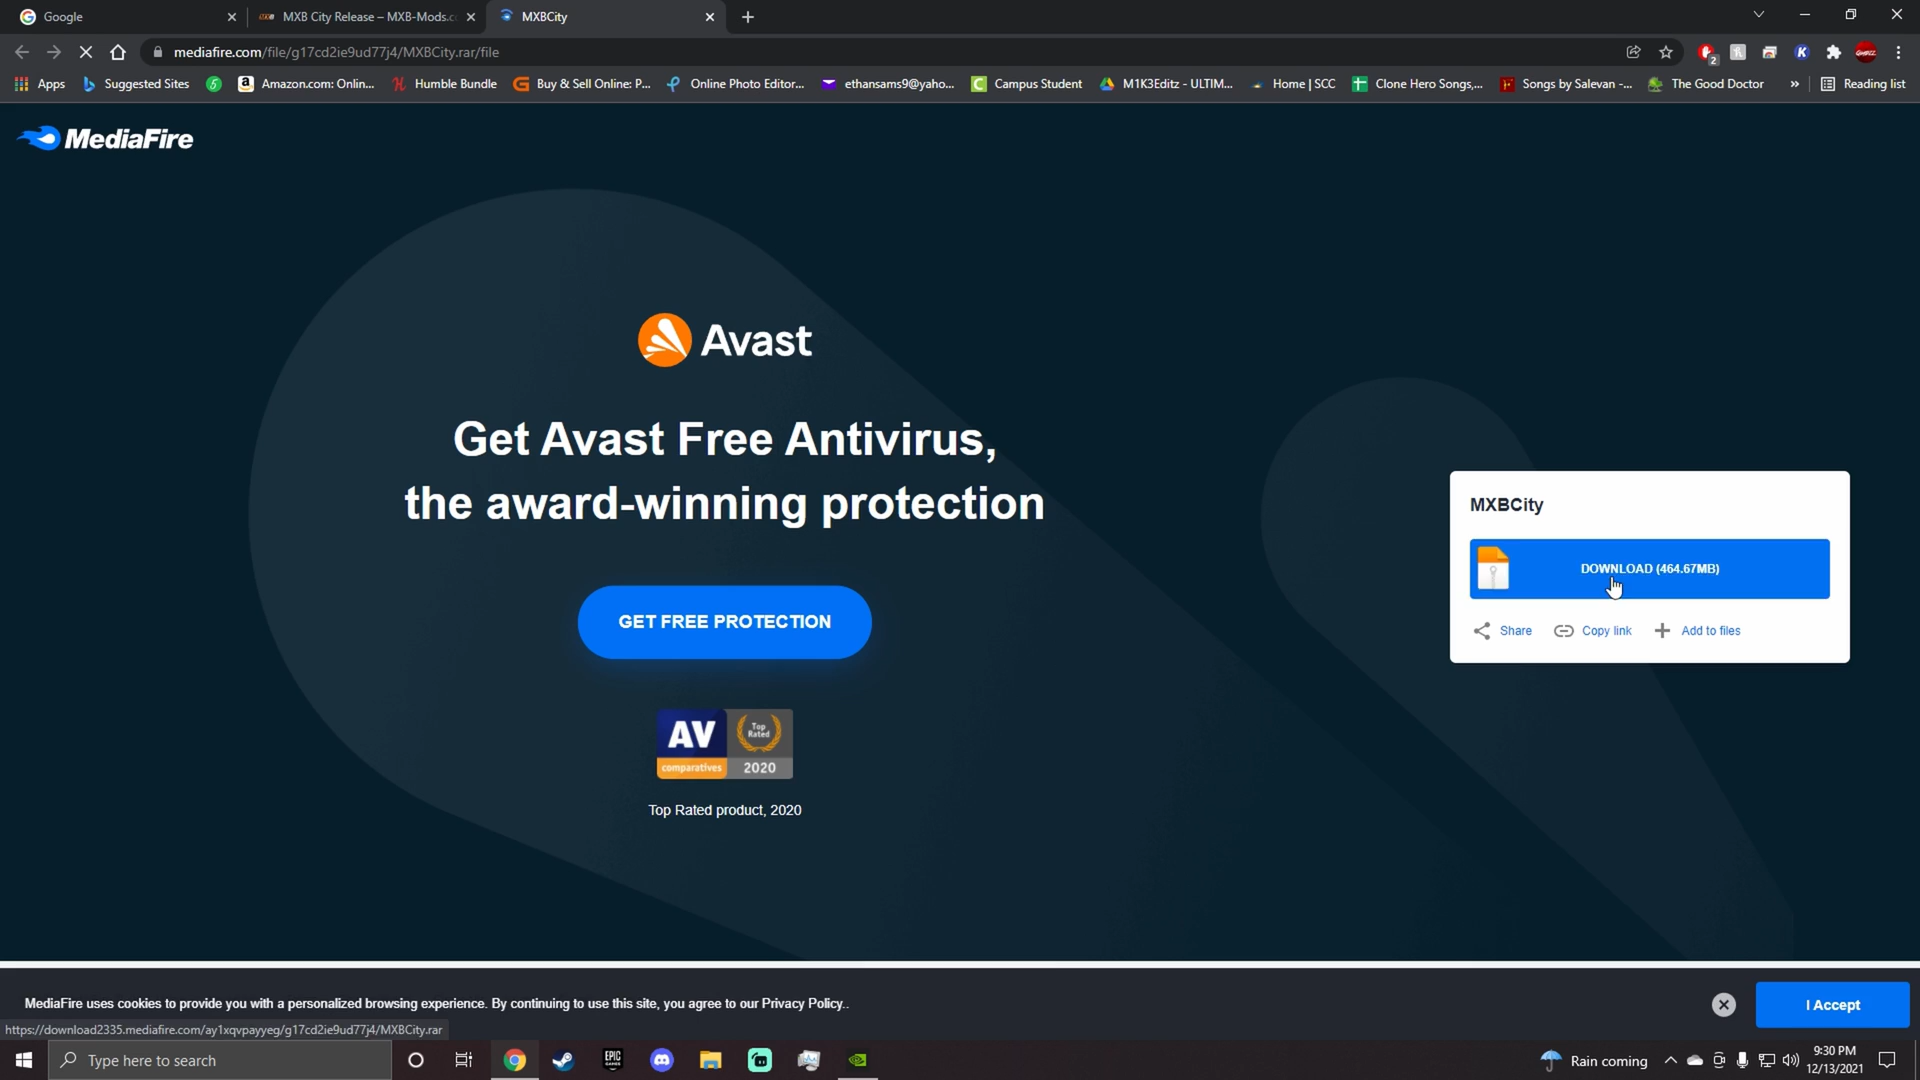 Google
MXB City Release – MXB-Mods.c
MXBCity
mediafire.com/file/g17cd2ie9ud77j4/MXBCity.rar/file
2
Apps
Suggested Sites
5
Amazon.com: Onlin...
Humble Bundle
Buy & Sell Online: P...
Online Photo Editor...
ethansams9@yaho...
Campus Student
M1K3Editz - ULTIM...
Home | SCC
Clone Hero Songs,...
Songs by Salevan -...
The Good Doctor
»
Reading list
MediaFire
Avast
Get Avast Free Antivirus,
the award-winning protection
MXBCity
DOWNLOAD (464.67MB)
Share
Copy link
Add to files
GET FREE PROTECTION
AV
comparatives
Top
Rated
2020
Top Rated product, 2020
MediaFire uses cookies to provide you with a personalized browsing experience. By continuing to use this site, you agree to our Privacy Policy..
I Accept
https://download2335.mediafire.com/ay1xqvpayyeg/g17cd2ie9ud77j4/MXBCity.rar
Type here to search
EPIC
GAMES
Rain coming
9:30 PM
12/13/2021